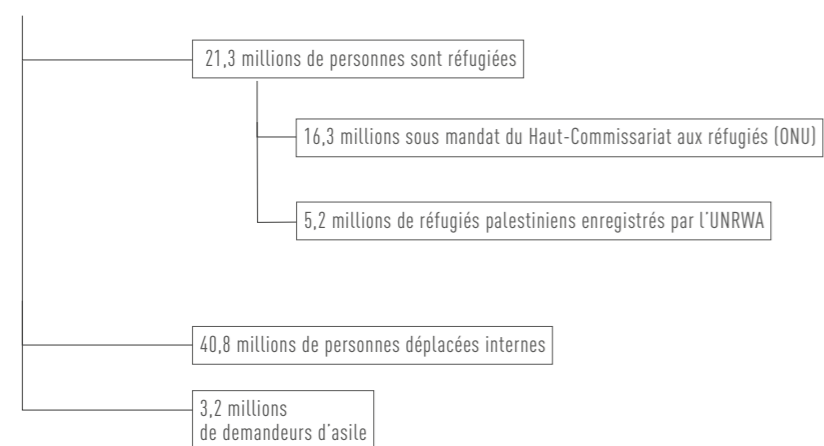 21,3 millions de personnes sont réfugiées
16,3 millions sous mandat du Haut-Commissariat aux réfugiés (ONU)
5,2 millions de réfugiés palestiniens enregistrés par l'UNRWA
40,8 millions de personnes déplacées internes
3,2 millions
de demandeurs d'asile